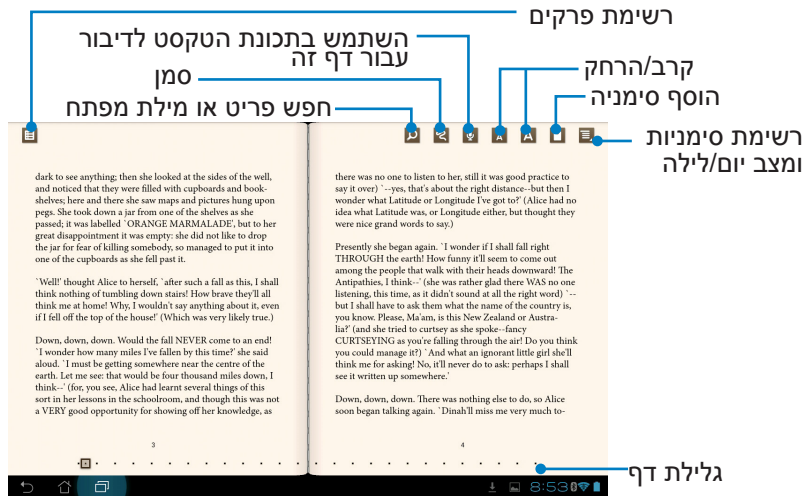 רשימת פרקים
השתמש בתכונת הטקסט לדיבור
עבור דף זה
סמן
חפש פריט או מילת מפתח
קרב/הרחק
הוסף סימניה
רשימת סימניות
ומצב יום/לילה
A A
dark to see anything; then she looked at the sides of the well,
and noticed that they were filled with cupboards and book-
shelves; here and there she saw maps and pictures hung upon
pegs. She took down a jar from one of the shelves as she
passed; it was labelled `ORANGE MARMALADE', but to her
great disappointment it was empty: she did not like to drop
the jar for fear of killing somebody, so managed to put it into
one of the cupboards as she fell past it.
`Well!' thought Alice to herself, `after such a fall as this, I shall
think nothing of tumbling down stairs! How brave they'll all
think me at home! Why, I wouldn't say anything about it, even
if I fell off the top of the house!' (Which was very likely true.)
Down, down, down. Would the fall NEVER come to an end!
`I wonder how many miles I've fallen by this time?' she said
aloud. `I must be getting somewhere near the centre of the
earth. Let me see: that would be four thousand miles down, I
think--' (for, you see, Alice had learnt several things of this
sort in her lessons in the schoolroom, and though this was not
a VERY good opportunity for showing off her knowledge, as
3
there was no one to listen to her, still it was good practice to
say it over) `--yes, that's about the right distance--but then I
wonder what Latitude or Longitude I've got to?' (Alice had no
idea what Latitude was, or Longitude either, but thought they
were nice grand words to say.)
Presently she began again. `I wonder if I shall fall right
THROUGH the earth! How funny it'll seem to come out
among the people that walk with their heads downward! The
Antipathies, I think--' (she was rather glad there WAS no one
listening, this time, as it didn't sound at all the right word) `--
but I shall have to ask them what the name of the country is,
you know. Please, Ma'am, is this New Zealand or Austra-
lia?' (and she tried to curtsey as she spoke--fancy
CURTSEYING as you're falling through the air! Do you think
you could manage it?) `And what an ignorant little girl she'll
think me for asking! No, it'll never do to ask: perhaps I shall
see it written up somewhere.'
Down, down, down. There was nothing else to do, so Alice
soon began talking again. `Dinah'll miss me very much to-
4
גלילת דף
8:53